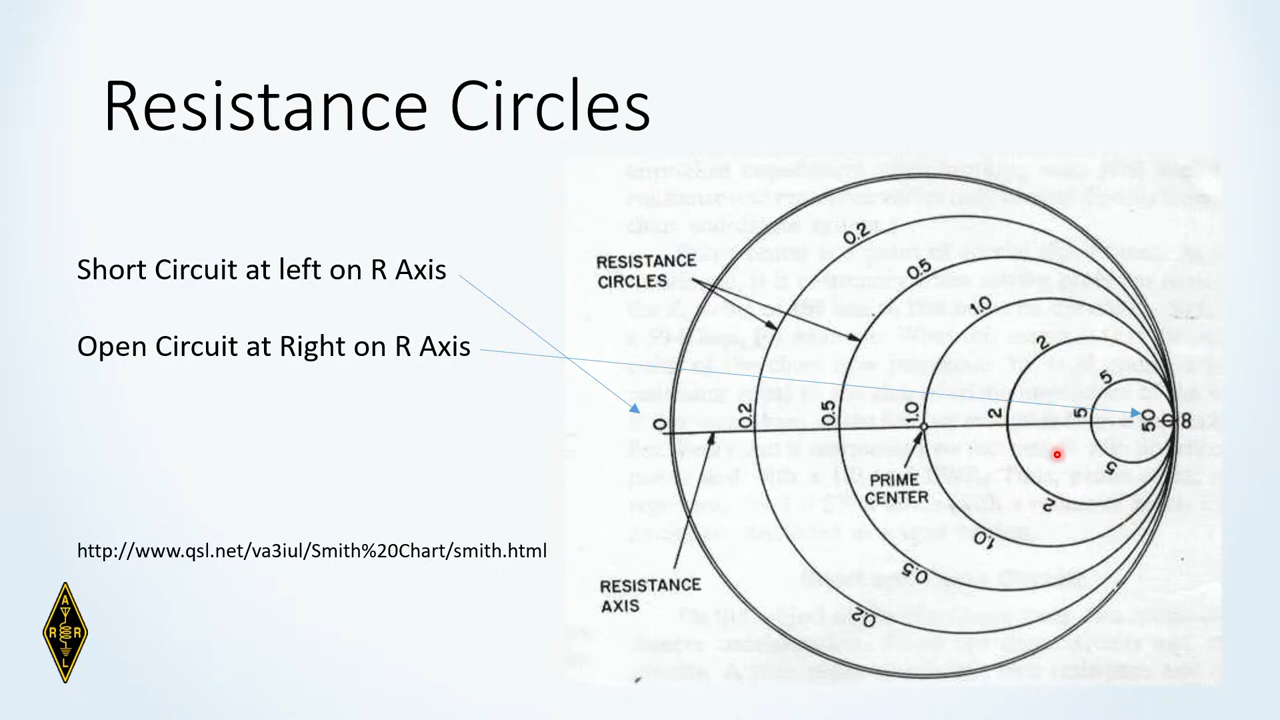 Resistance Circles
Short Circuit at left on R Axis
Open Circuit at Right on R Axis
http://www.qsl.net/va3iul/Smith%20Chart/smith.html
A
R R
L
RESISTANCE
CIRCLES
0.2
0.5
1.0
2
5
0 0.2 0.5 1.0 2 5 50 ∞
PRIME
CENTER
5
2
1.0
0.5
0.2
RESISTANCE
AXIS